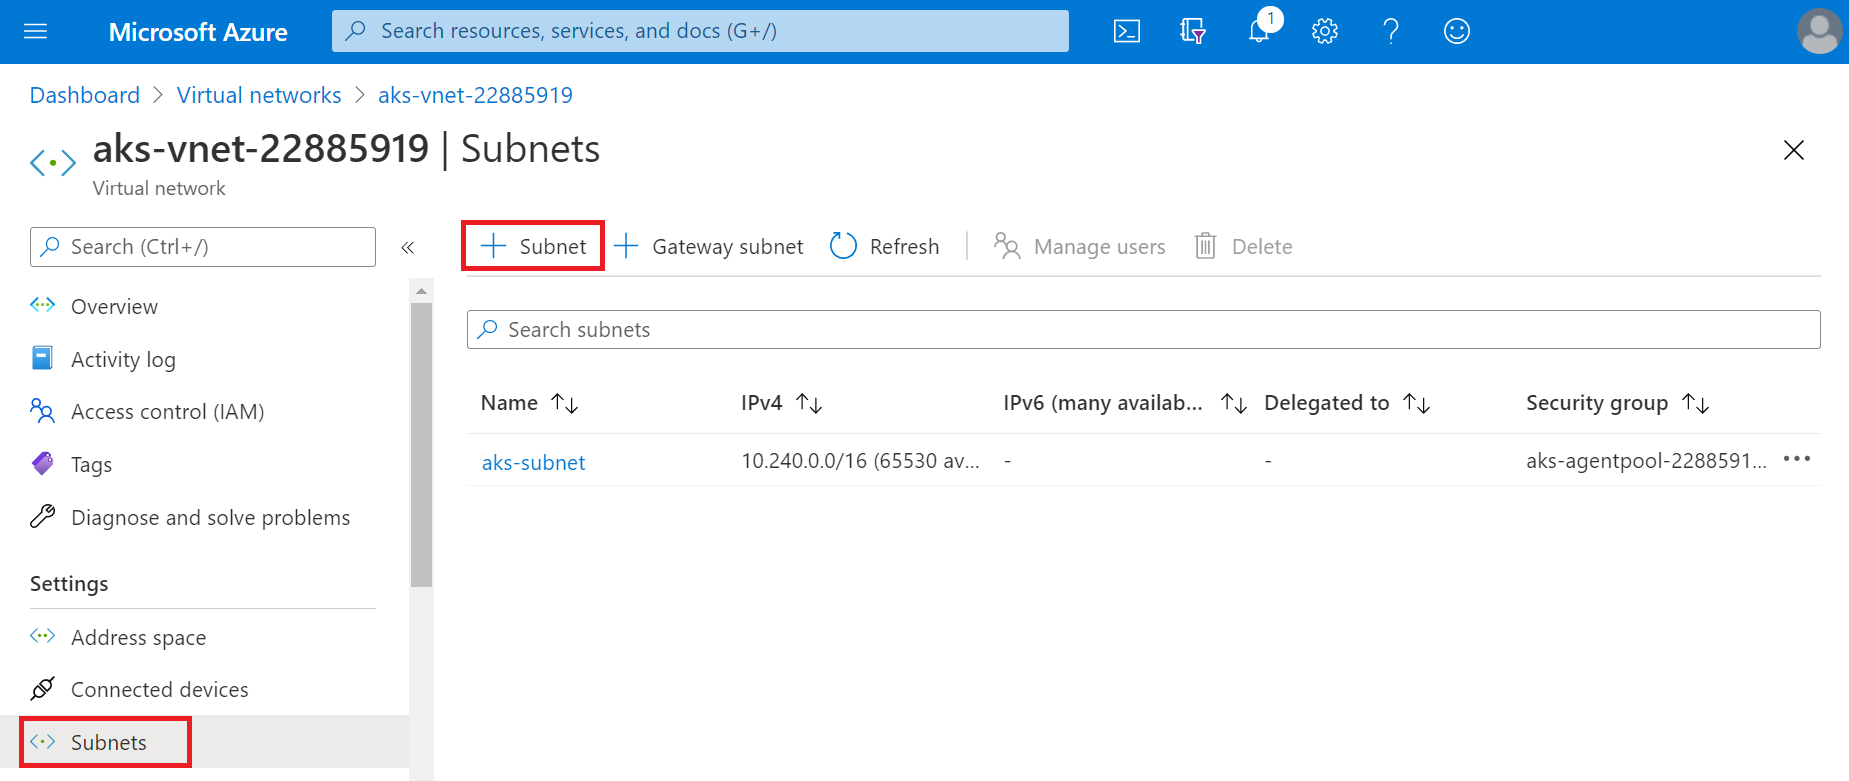 Microsoft Azure
Search resources, services, and docs (G+/)
1
Dashboard > Virtual networks > aks-vnet-22885919
aks-vnet-22885919 | Subnets
Virtual network
Search (Ctrl+/)
«
Overview
Activity log
Access control (IAM)
Tags
Diagnose and solve problems
Settings
Address space
Connected devices
Subnets
+ Subnet + Gateway subnet Refresh Manage users Delete
Search subnets
Name IPv4 IPv6 (many availab... Delegated to Security group
aks-subnet 10.240.0.0/16 (65530 av... - - aks-agentpool-2288591... •••